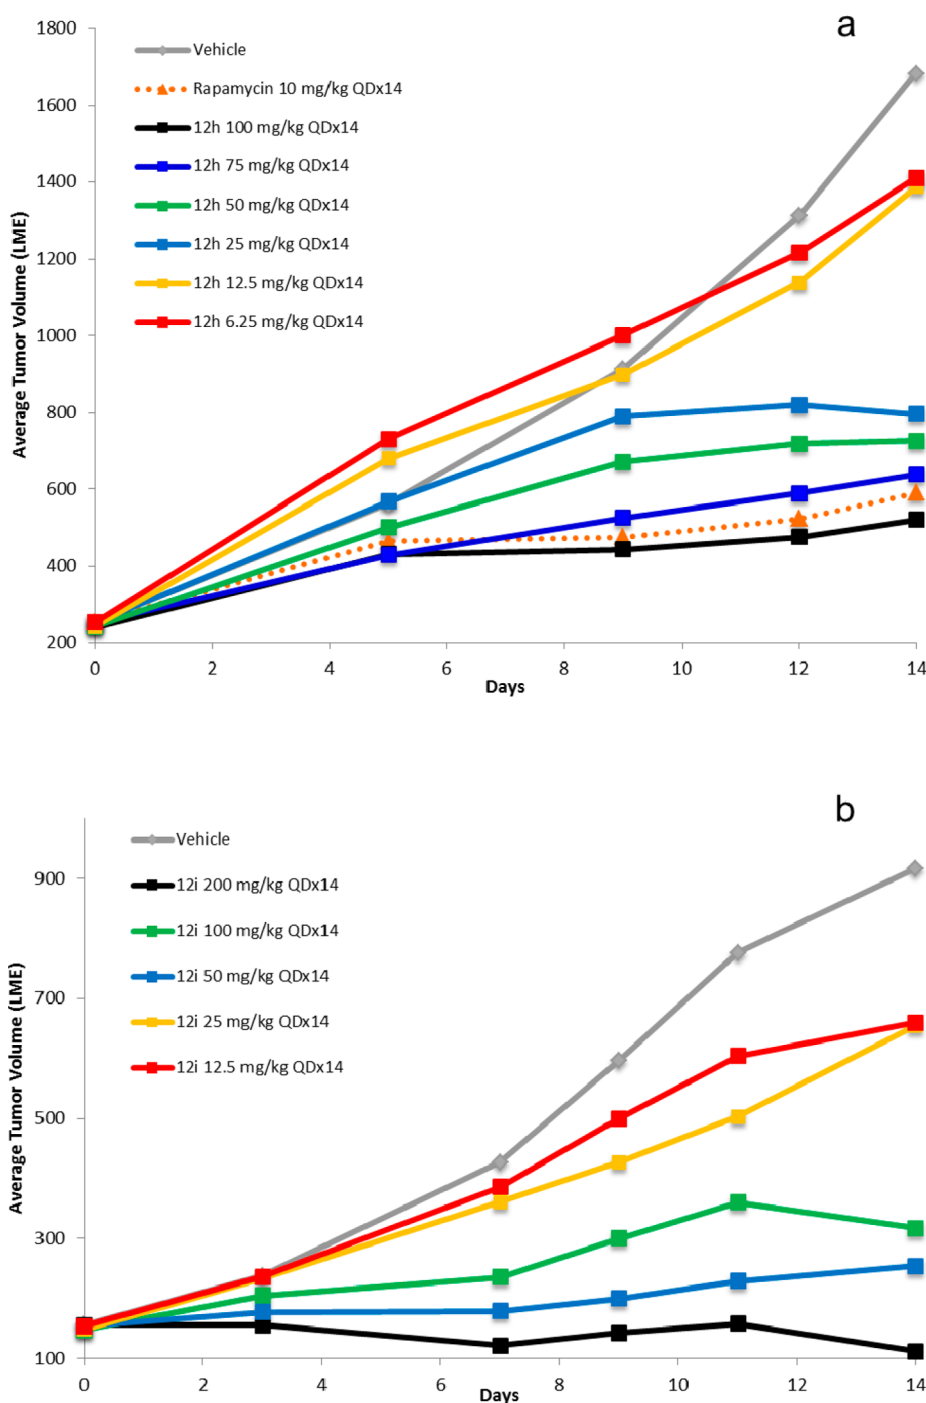 a
1800
1600
1400
1200
1000
800
600
400
200
Average Tumor Volume (LME)
Vehicle
Rapamycin 10 mg/kg QDx14
12h 100 mg/kg QDx14
12h 75 mg/kg QDx14
12h 50 mg/kg QDx14
12h 25 mg/kg QDx14
12h 12.5 mg/kg QDx14
12h 6.25 mg/kg QDx14
0 2 4 6 8 10 12 14
Days
b
900
700
500
300
100
Average Tumor Volume (LME)
Vehicle
12i 200 mg/kg QDx14
12i 100 mg/kg QDx14
12i 50 mg/kg QDx14
12i 25 mg/kg QDx14
12i 12.5 mg/kg QDx14
0 2 4 6 8 10 12 14
Days